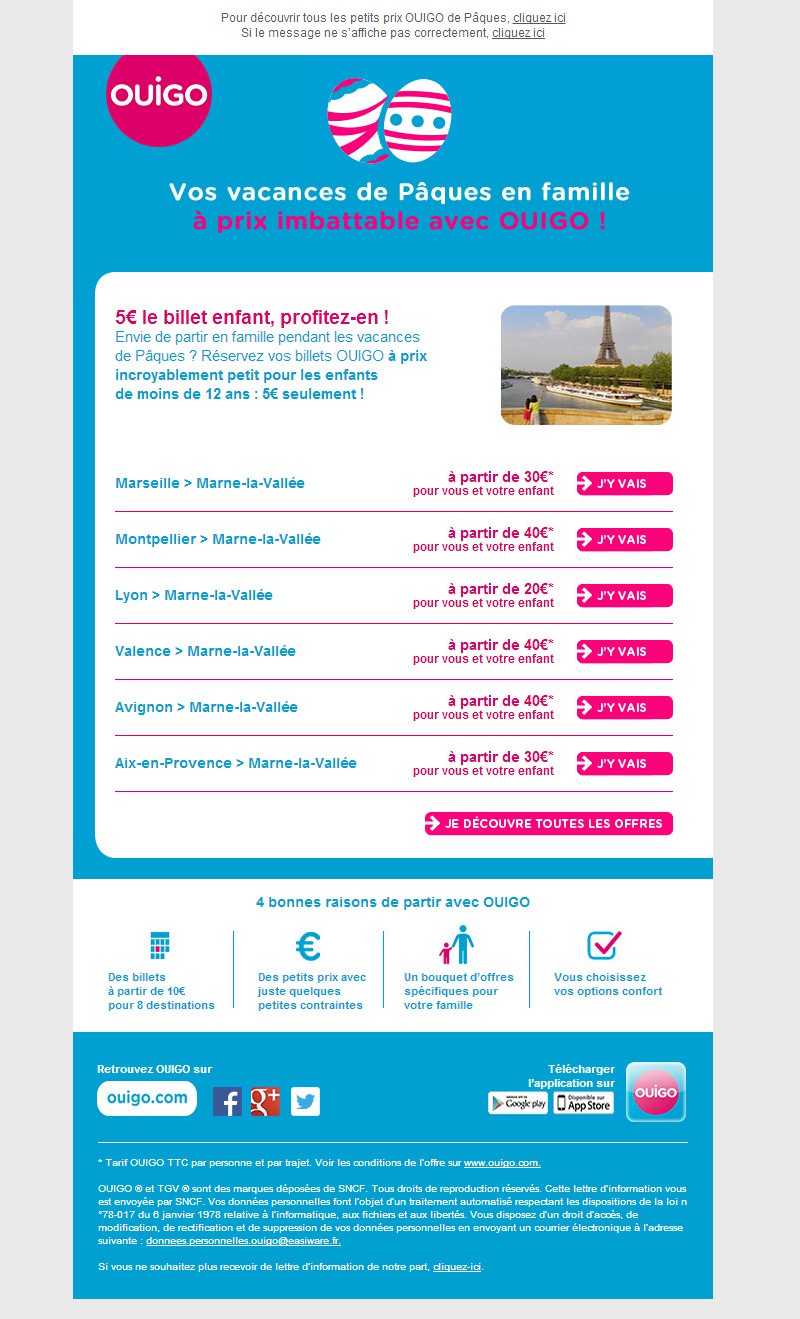 Pour découvrir tous les petits prix OUIGO de Pâques, cliquez ici
Si le message ne s'affiche pas correctement, cliquez ici
OUIGO
Vos vacances de Pâques en famille
à prix imbattable avec OUIGO !
5€ le billet enfant, profitez-en !
Envie de partir en famille pendant les vacances
de Pâques ? Réservez vos billets OUIGO à prix
incroyablement petit pour les enfants
de moins de 12 ans : 5€ seulement !
Marseille > Marne-la-Vallée
à partir de 30€*
pour vous et votre enfant
J'Y VAIS
Montpellier > Marne-la-Vallée
à partir de 40€*
pour vous et votre enfant
J'Y VAIS
Lyon > Marne-la-Vallée
à partir de 20€*
pour vous et votre enfant
J'Y VAIS
Valence > Marne-la-Vallée
à partir de 40€*
pour vous et votre enfant
J'Y VAIS
Avignon > Marne-la-Vallée
à partir de 40€*
pour vous et votre enfant
J'Y VAIS
Aix-en-Provence > Marne-la-Vallée
à partir de 30€*
pour vous et votre enfant
J'Y VAIS
JE DÉCOUVRE TOUTES LES OFFRES
4 bonnes raisons de partir avec OUIGO
Des billets
à partir de 10€
pour 8 destinations
€
Des petits prix avec
juste quelques
petites contraintes
Un bouquet d'offres
spécifiques pour
votre famille
Vous choisissez
vos options confort
Retrouvez OUIGO sur
ouigo.com
f
g+
Télécharger
l'application sur
Google play
Disponible sur
App Store
OUIGO
* Tarif OUIGO TTC par personne et par trajet. Voir les conditions de l'offre sur www.ouigo.com.
OUIGO ® et TGV ® sont des marques déposées de SNCF. Tous droits de reproduction réservés. Cette lettre d'information vous
est envoyée par SNCF. Vos données personnelles font l'objet d'un traitement automatisé respectant les dispositions de la loi n
°78-017 du 6 janvier 1978 relative à l'informatique, aux fichiers et aux libertés. Vous disposez d'un droit d'accès, de
modification, de rectification et de suppression de vos données personnelles en envoyant un courrier électronique à l'adresse
suivante : donnees.personnelles.ouigo@easiware.fr.
Si vous ne souhaitez plus recevoir de lettre d'information de notre part, cliquez-ici.